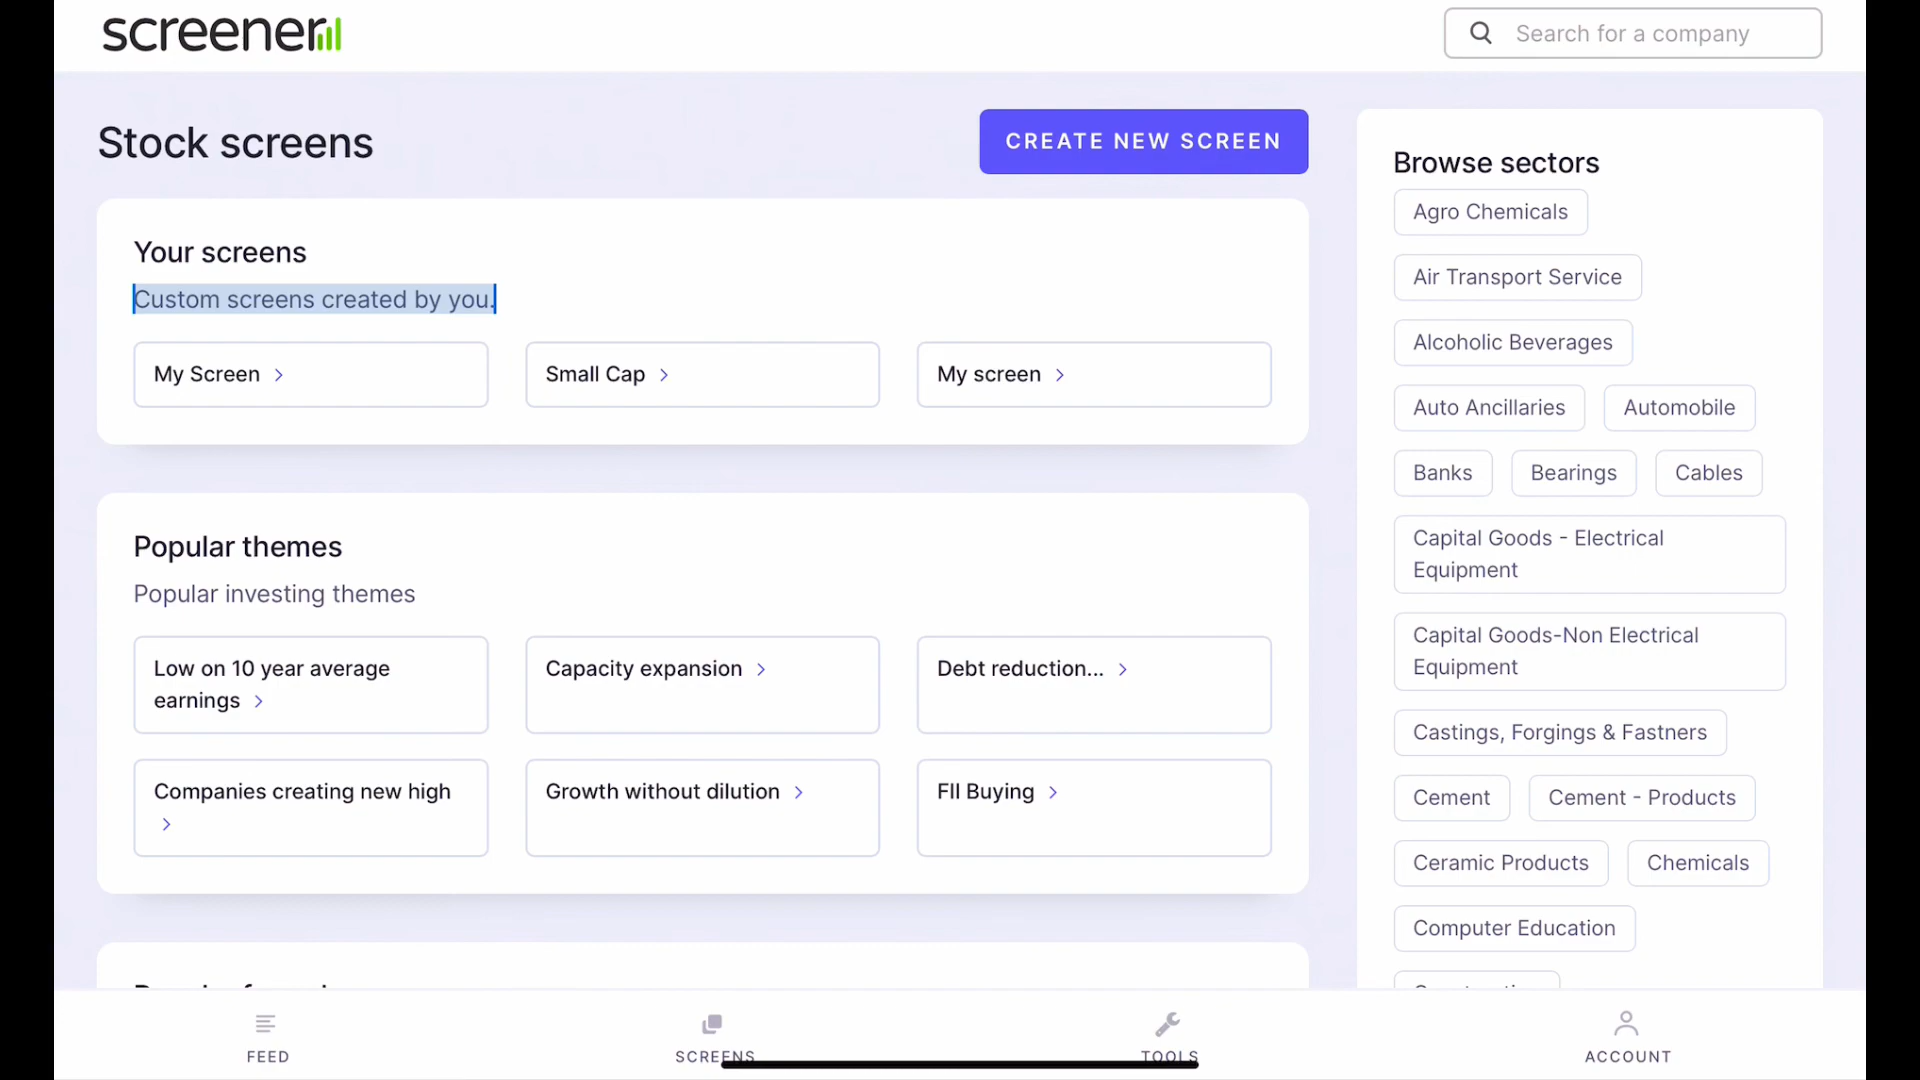 screener
Search for a company
Stock screens
CREATE NEW SCREEN
Your screens
Custom screens created by you.
My Screen
Small Cap
My screen
Popular themes
Popular investing themes
Low on 10 year average
earnings
Capacity expansion
Debt reduction...
Companies creating new high
Growth without dilution
FII Buying
Browse sectors
Agro Chemicals
Air Transport Service
Alcoholic Beverages
Auto Ancillaries
Automobile
Banks
Bearings
Cables
Capital Goods - Electrical
Equipment
Capital Goods-Non Electrical
Equipment
Castings, Forgings & Fastners
Cement
Cement - Products
Ceramic Products
Chemicals
Computer Education
FEED
SCREENS
TOOLS
ACCOUNT